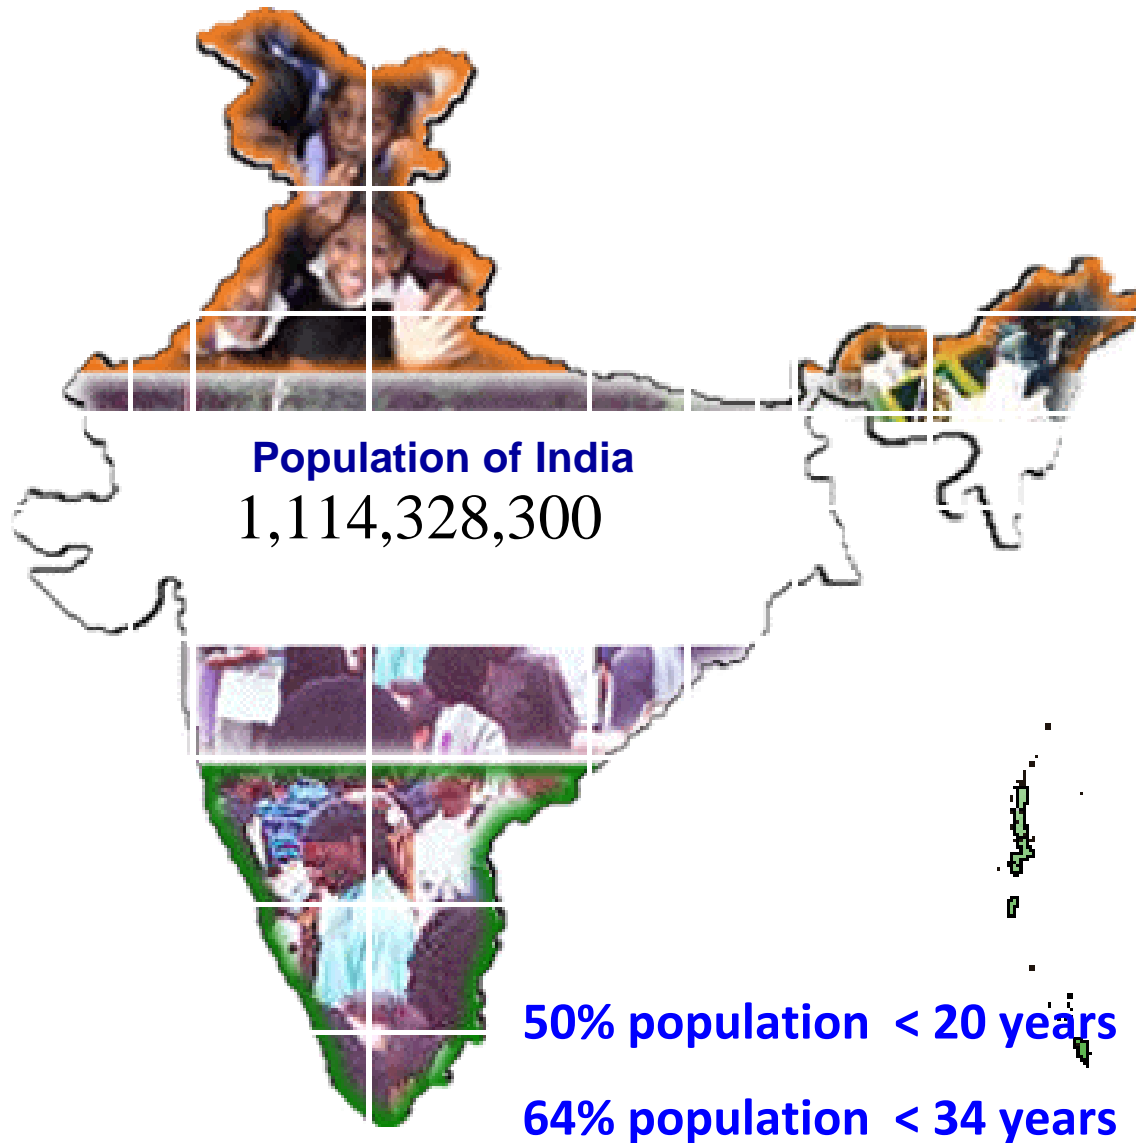 Population of India
1,114,328,300
50% population < 20 years
64% population < 34 years